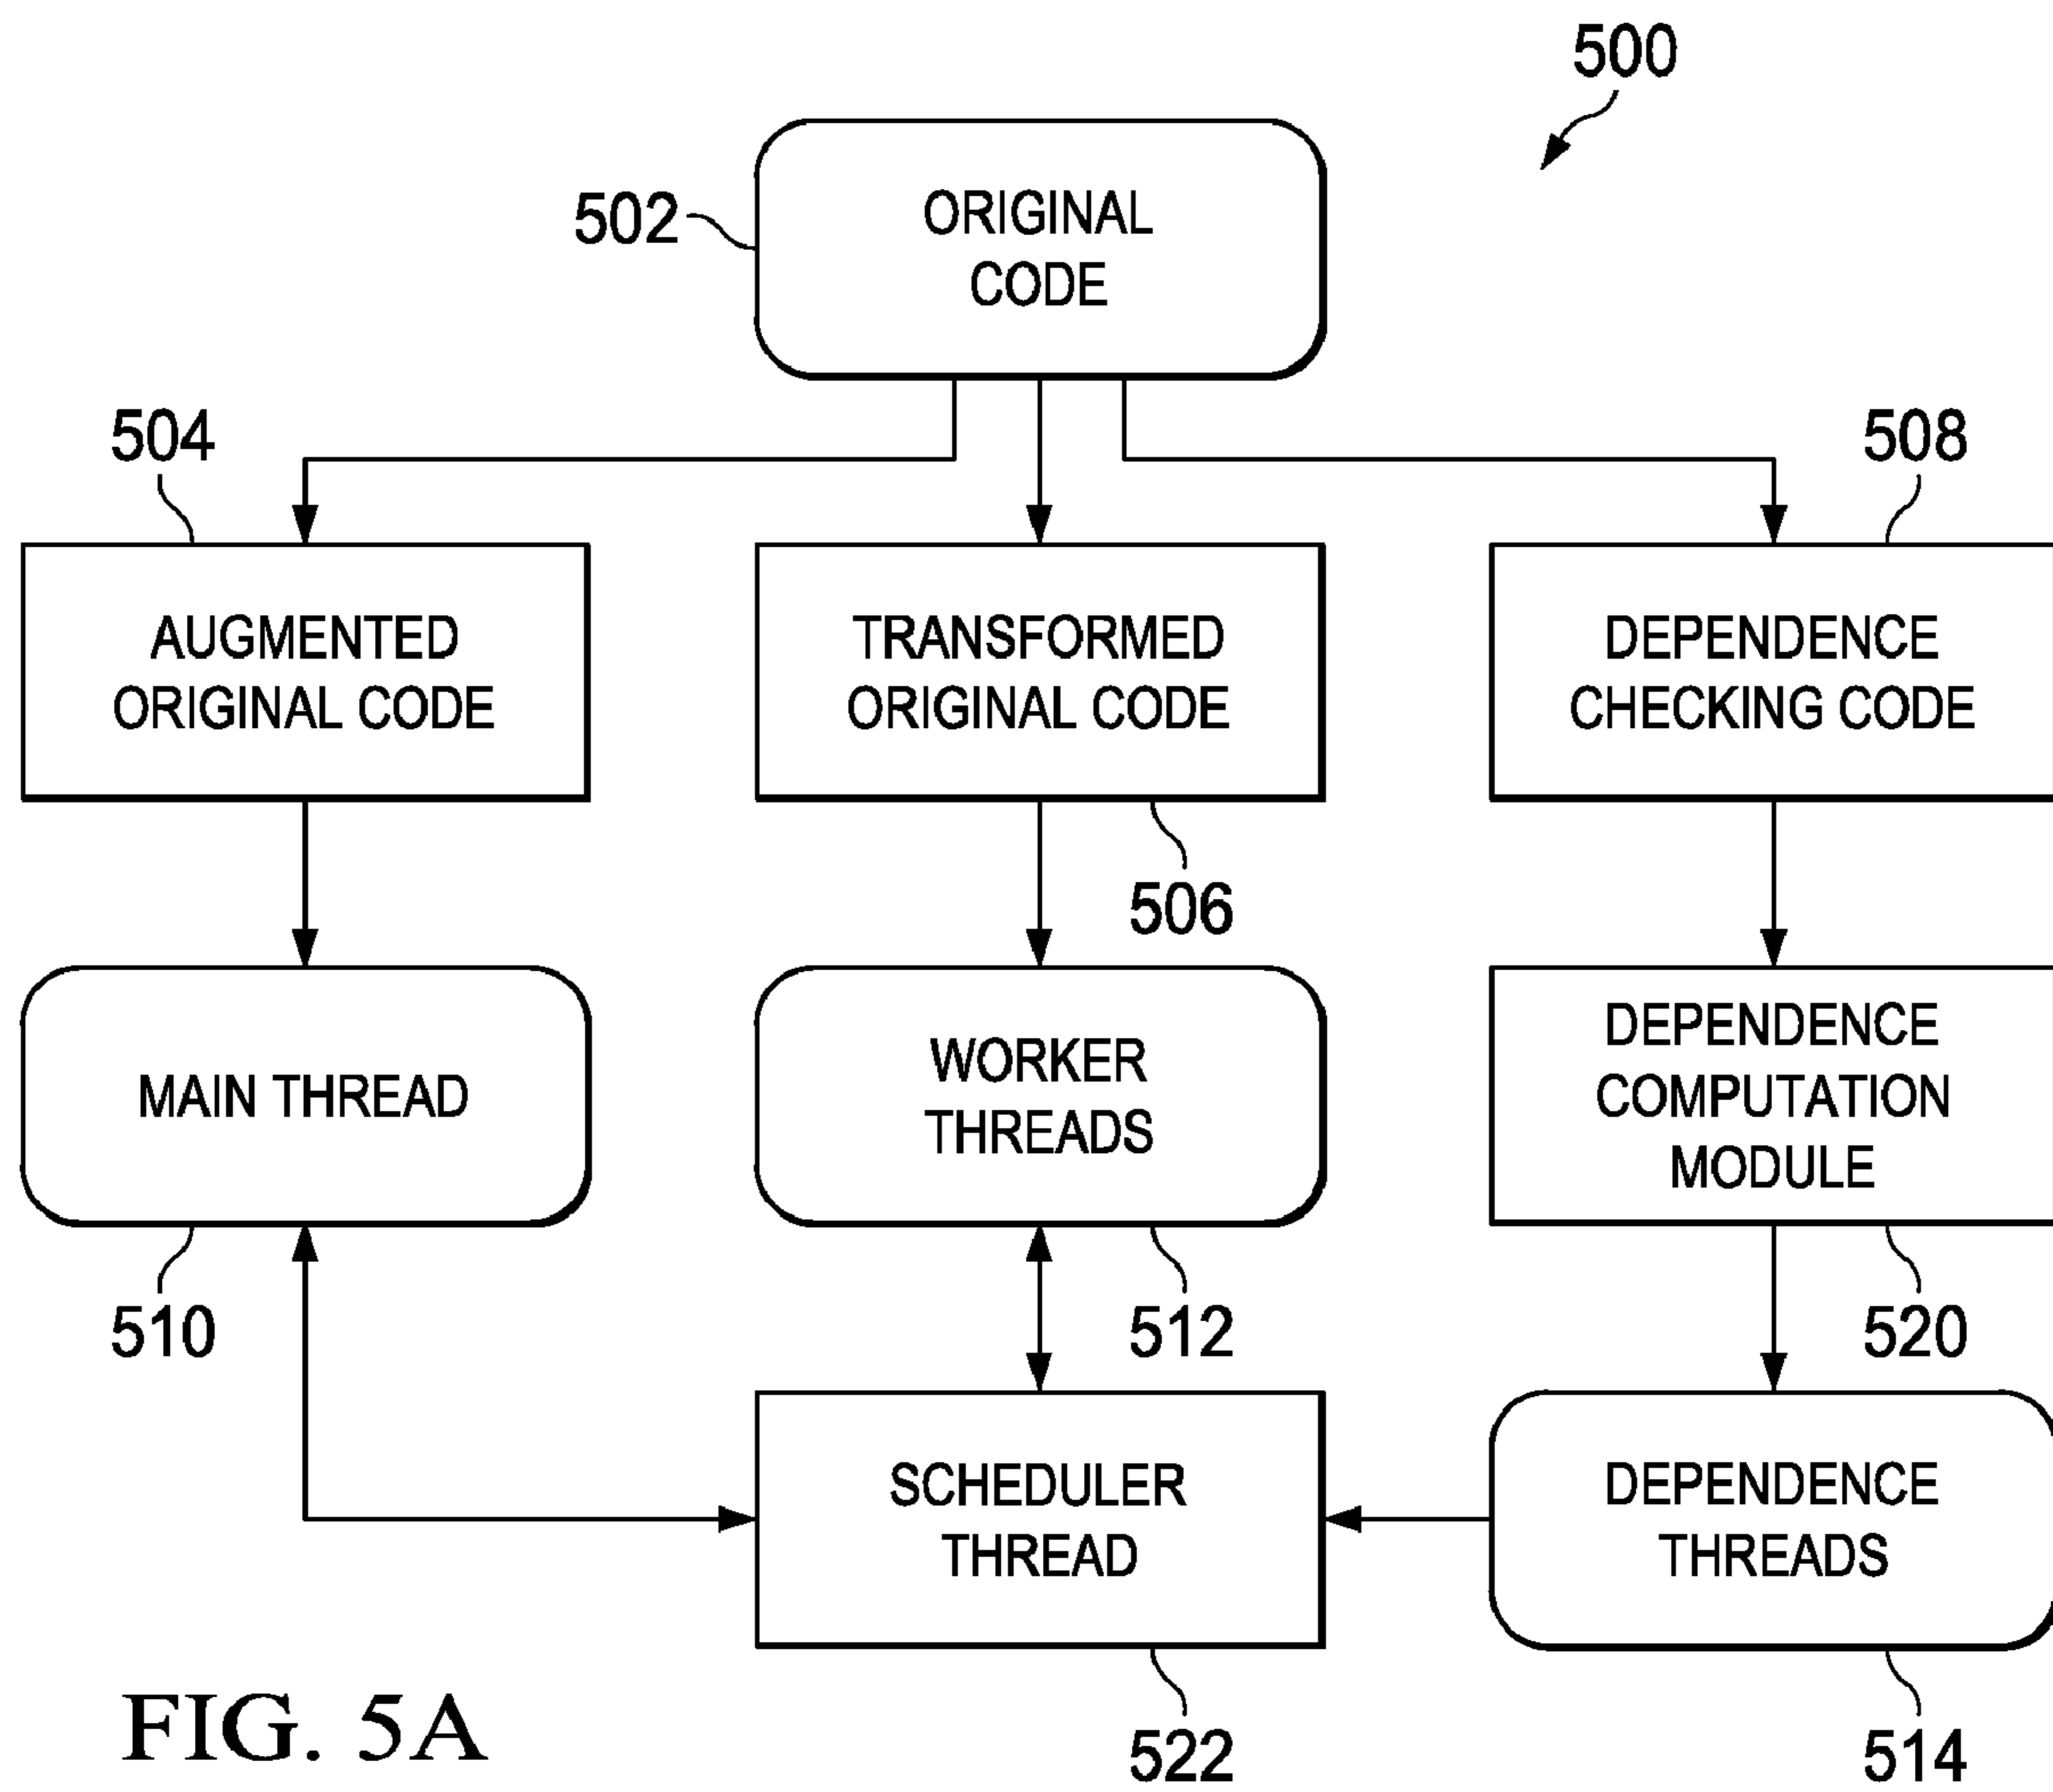 500
502
ORIGINAL
CODE
504
508
AUGMENTED
ORIGINAL CODE
TRANSFORMED
ORIGINAL CODE
DEPENDENCE
CHECKING CODE
506
MAIN THREAD
WORKER
THREADS
DEPENDENCE
COMPUTATION
MODULE
510
512
520
SCHEDULER
THREAD
DEPENDENCE
THREADS
522
514
FIG. 5A